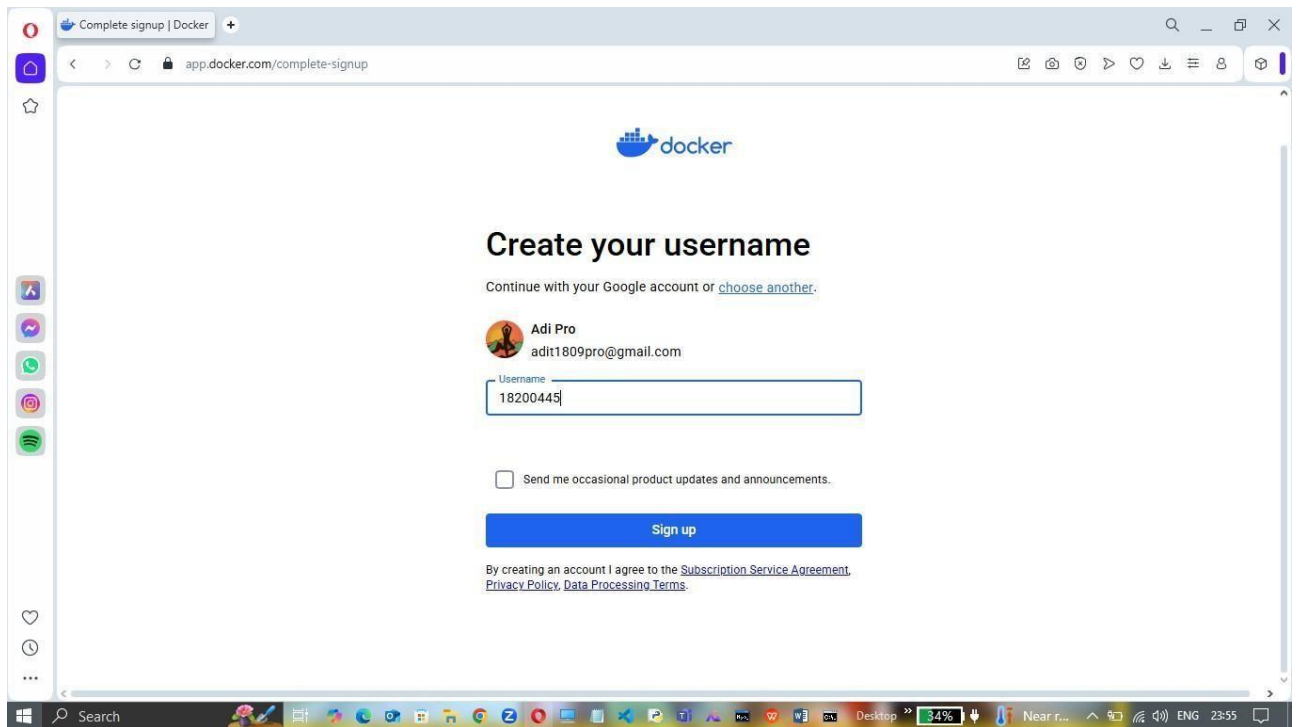 Complete signup | Docker
app.docker.com/complete-signup
docker
Create your username
Continue with your Google account or choose another.
Adi Pro
adit1809pro@gmail.com
Username
18200445
Send me occasional product updates and announcements.
Sign up
By creating an account I agree to the Subscription Service Agreement,
Privacy Policy, Data Processing Terms.
Search
Desktop
34%
Near r...
ENG
23:55